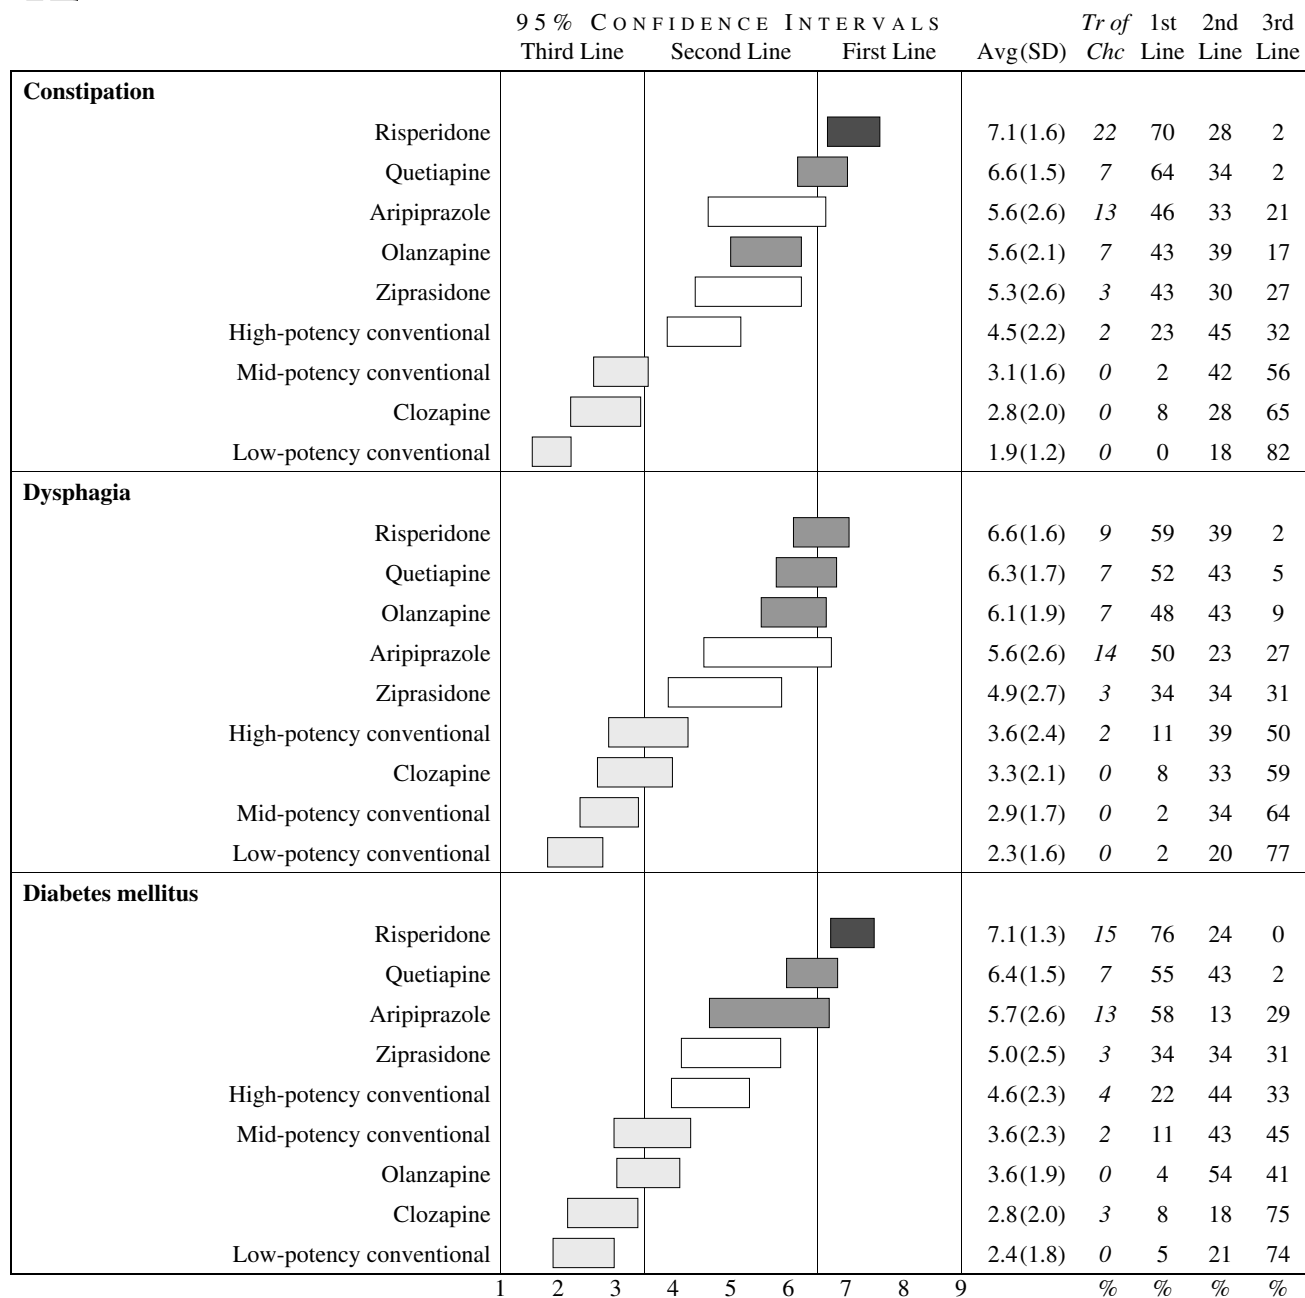 95% CONFIDENCE INTERVALS Tr of 1st 2nd 3rd
Third Line Second Line First Line Avg(SD) Chc Line Line Line
Constipation
Risperidone 7.1(1.6) 22 70 28 2
Quetiapine 6.6(1.5) 7 64 34 2
Aripiprazole 5.6(2.6) 13 46 33 21
Olanzapine 5.6(2.1) 7 43 39 17
Ziprasidone 5.3(2.6) 3 43 30 27
High-potency conventional 4.5(2.2) 2 23 45 32
Mid-potency conventional 3.1(1.6) 0 2 42 56
Clozapine 2.8(2.0) 0 8 28 65
Low-potency conventional 1.9(1.2) 0 0 18 82
Dysphagia
Risperidone 6.6(1.6) 9 59 39 2
Quetiapine 6.3(1.7) 7 52 43 5
Olanzapine 6.1(1.9) 7 48 43 9
Aripiprazole 5.6(2.6) 14 50 23 27
Ziprasidone 4.9(2.7) 3 34 34 31
High-potency conventional 3.6(2.4) 2 11 39 50
Clozapine 3.3(2.1) 0 8 33 59
Mid-potency conventional 2.9(1.7) 0 2 34 64
Low-potency conventional 2.3(1.6) 0 2 20 77
Diabetes mellitus
Risperidone 7.1(1.3) 15 76 24 0
Quetiapine 6.4(1.5) 7 55 43 2
Aripiprazole 5.7(2.6) 13 58 13 29
Ziprasidone 5.0(2.5) 3 34 34 31
High-potency conventional 4.6(2.3) 4 22 44 33
Mid-potency conventional 3.6(2.3) 2 11 43 45
Olanzapine 3.6(1.9) 0 4 54 41
Clozapine 2.8(2.0) 3 8 18 75
Low-potency conventional 2.4(1.8) 0 5 21 74
1 2 3 4 5 6 7 8 9 % % % %